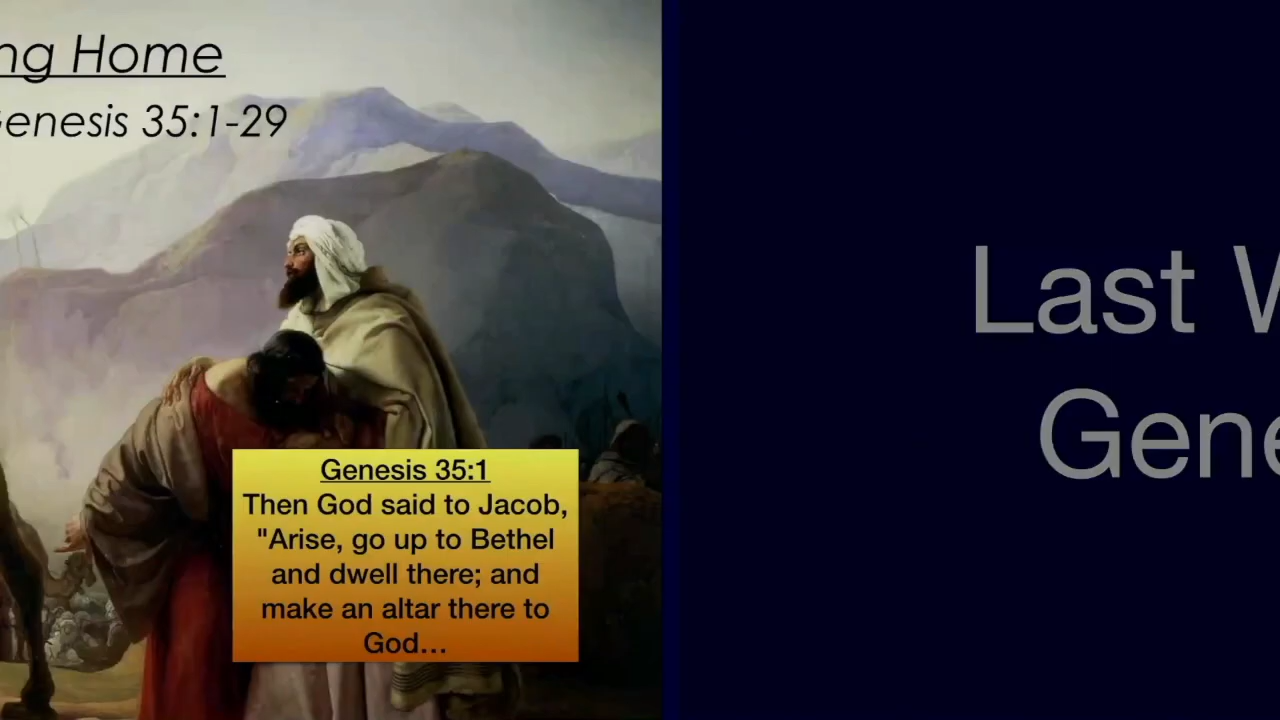 ng Home
enesis 35:1-29
Genesis 35:1
Then God said to Jacob,
"Arise, go up to Bethel
and dwell there; and
make an altar there to
God…
Last
Gene